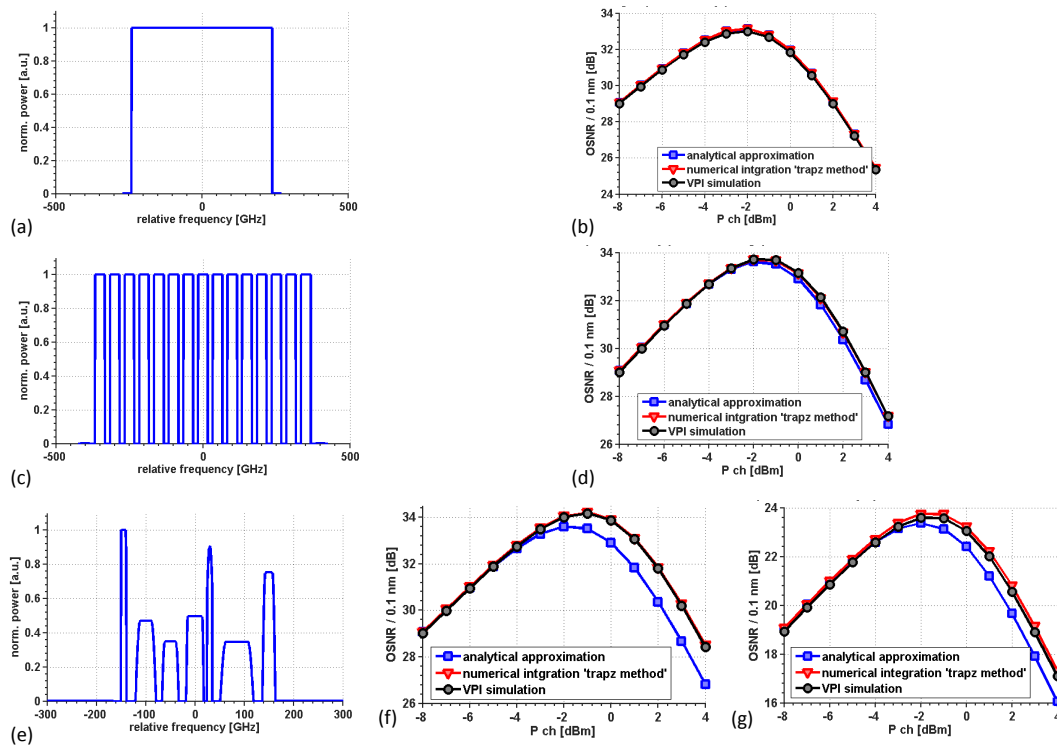 norm. power [a.u.]
1
0.8
0.6
0.4
0.2
0
-500
0
500
relative frequency [GHz]
(a)
OSNR / 0.1 nm [dB]
34
32
30
28
26
24
-8
-6
-4
-2
0
2
4
P ch [dBm]
analytical approximation
numerical intgration 'trapz method'
VPI simulation
(b)
norm. power [a.u.]
1
0.8
0.6
0.4
0.2
0
-500
0
500
relative frequency [GHz]
(c)
OSNR / 0.1 nm [dB]
34
32
30
28
26
-8
-6
-4
-2
0
2
4
P ch [dBm]
analytical approximation
numerical intgration 'trapz method'
VPI simulation
(d)
norm. power [a.u.]
1
0.8
0.6
0.4
0.2
0
-300
-200
-100
0
100
200
300
relative frequency [GHz]
(e)
OSNR / 0.1 nm [dB]
34
32
30
28
26
-8
-6
-4
-2
0
2
4
P ch [dBm]
analytical approximation
numerical intgration 'trapz method'
VPI simulation
(f)
OSNR / 0.1 nm [dB]
24
22
20
18
16
-8
-6
-4
-2
0
2
4
P ch [dBm]
analytical approximation
numerical intgration 'trapz method'
VPI simulation
(g)